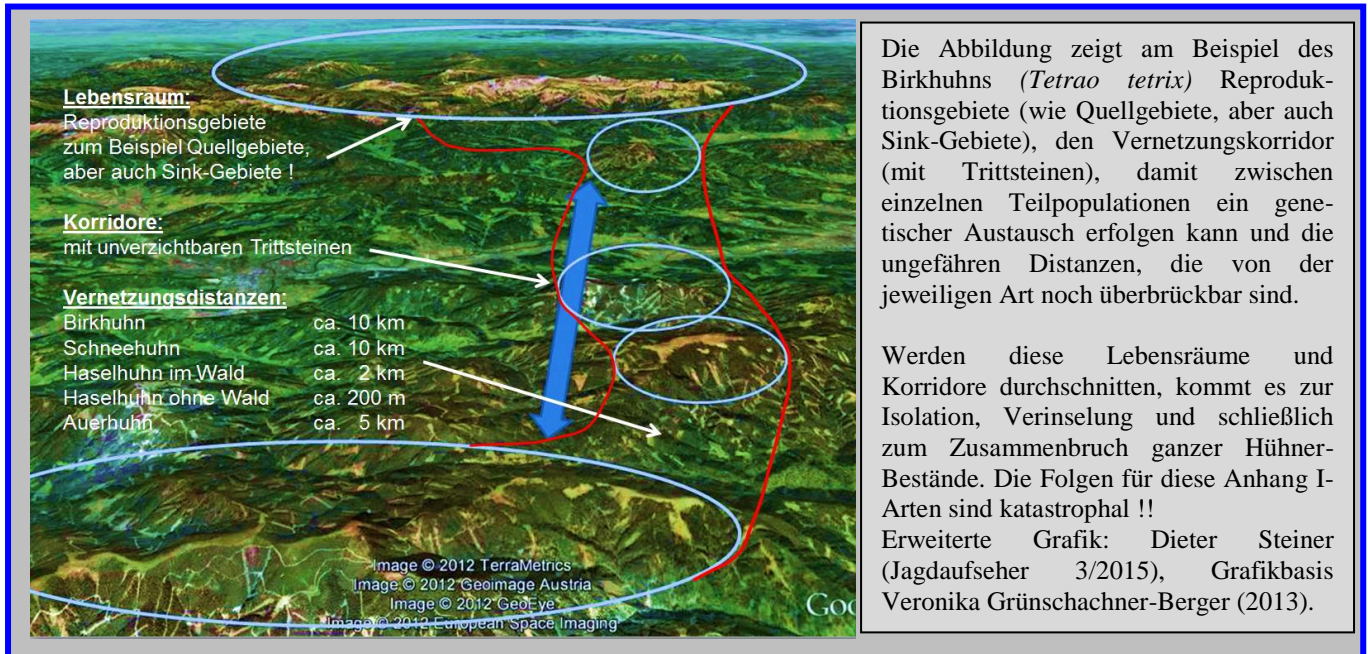 Lebensraum:
Reproduktionsgebiete
zum Beispiel Quellgebiete,
aber auch Sink-Gebiete !
Korridore:
mit unverzichtbaren Trittsteinen
Vernetzungsdistanzen:
Birkhuhn ca. 10 km
Schneehuhn ca. 10 km
Haselhuhn im Wald ca. 2 km
Haselhuhn ohne Wald ca. 200 m
Auerhuhn ca. 5 km
Image © 2012 TerraMetrics
Image © 2012 Geoimage Austria
Image © 2012 GeoEye
Image © 2012 European Space Imaging
Goo
Die Abbildung zeigt am Beispiel des
Birkhuhns (Tetrao tetrix) Reproduk-
tionsgebiete (wie Quellgebiete, aber auch
Sink-Gebiete), den Vernetzungskorridor
(mit Trittsteinen), damit zwischen
einzelnen Teilpopulationen ein gene-
tischer Austausch erfolgen kann und die
ungefähren Distanzen, die von der
jeweiligen Art noch überbrückbar sind.
Werden diese Lebensräume und
Korridore durchschnitten, kommt es zur
Isolation, Verinselung und schließlich
zum Zusammenbruch ganzer Hühner-
Bestände. Die Folgen für diese Anhang I-
Arten sind katastrophal !!
Erweiterte Grafik: Dieter Steiner
(Jagdaufseher 3/2015), Grafikbasis
Veronika Grünschachner-Berger (2013).